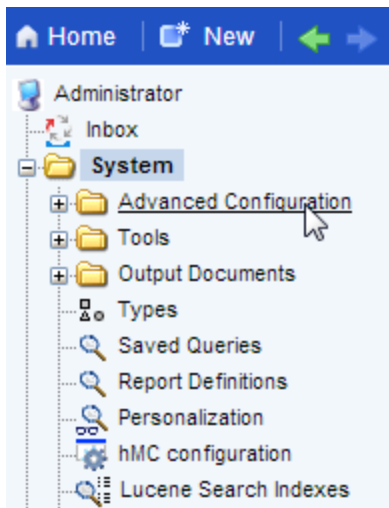 Home New
Administrator
Inbox
System
Advanced Configuration
Tools
Output Documents
Types
Saved Queries
Report Definitions
Personalization
hMC configuration
Lucene Search Indexes